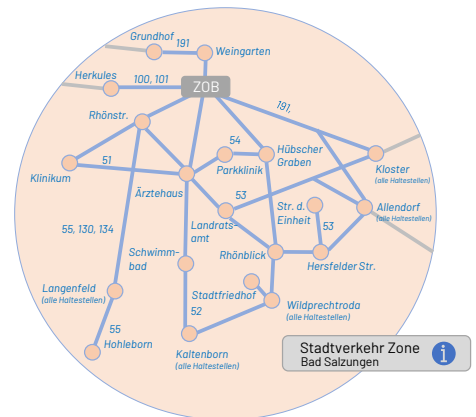 Grundhof
191
Weingarten
Herkules
100, 101
ZOB
Rhönstr.
191,
54
Hübscher
Graben
51
Parkklinik
Kloster
(alle Haltestellen)
Klinikum
Ärztehaus
53
Str. d.
Einheit
Allendorf
(alle Haltestellen)
55, 130, 134
Landrats-
amt
53
Schwimm-
bad
Rhönblick
Hersfelder Str.
Langenfeld
(alle Haltestellen)
Stadtfriedhof
52
Wildprechtroda
(alle Haltestellen)
55
Hohleborn
Kaltenborn
(alle Haltestellen)
Stadtverkehr Zone
Bad Salzungen
i